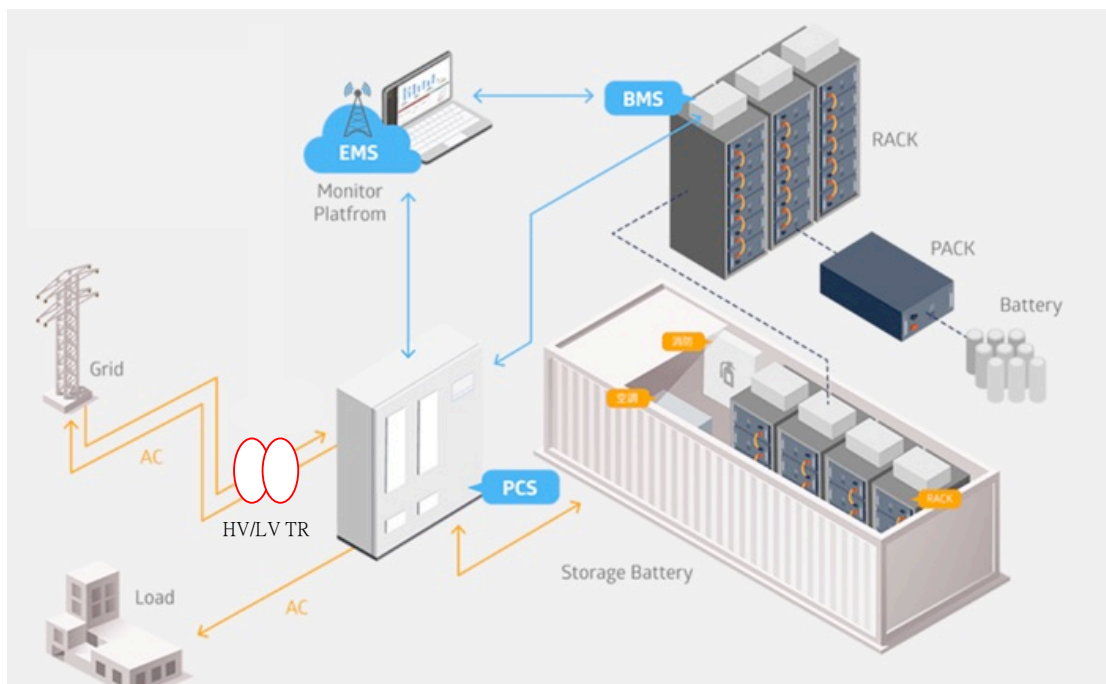 BMS
RACK
EMS
Monitor
Platfrom
PACK
Battery
Grid
消防
空調
AC
PCS
RACK
HV/LV TR
Storage Battery
Load
AC